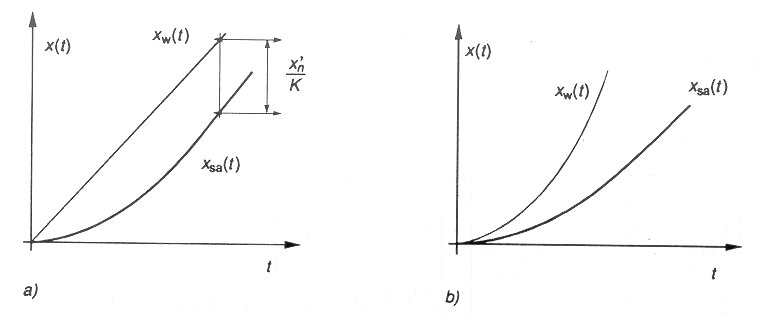 x(t)
x_w(t)
x'_n
K
x_sa(t)
t
a)
x(t)
x_w(t)
x_sa(t)
t
b)